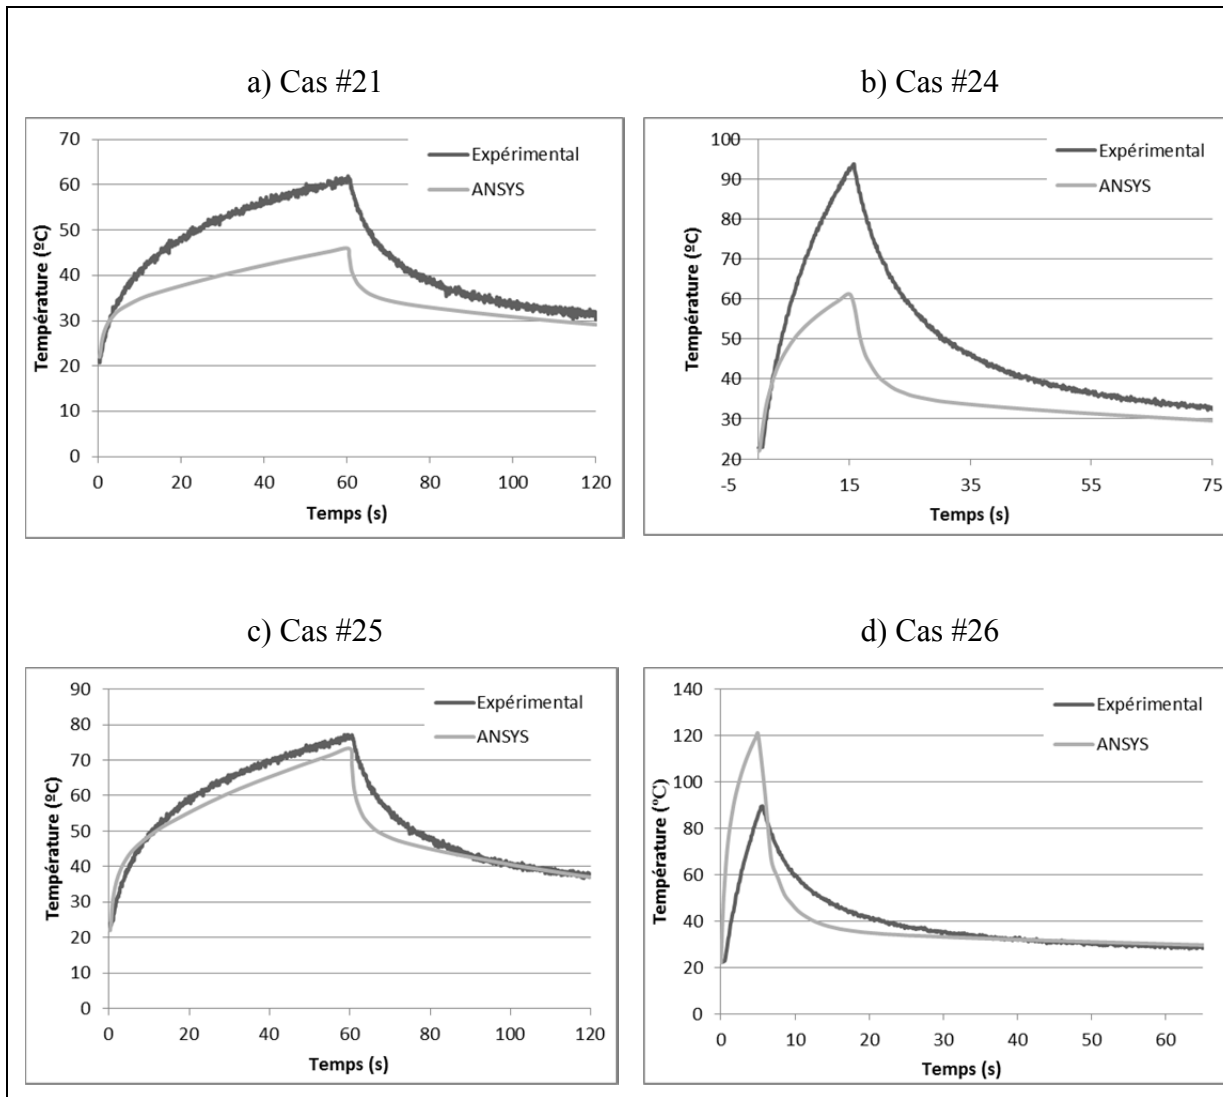 a) Cas #21
b) Cas #24
70
60
50
40
30
20
10
0
Température (ºC)
Expérimental
ANSYS
0 20 40 60 80 100 120
Temps (s)
100
90
80
70
60
50
40
30
20
Température (ºC)
Expérimental
ANSYS
-5 15 35 55 75
Temps (s)
c) Cas #25
d) Cas #26
90
80
70
60
50
40
30
20
10
0
Température (ºC)
Expérimental
ANSYS
0 20 40 60 80 100 120
Temps (s)
140
120
100
80
60
40
20
0
Température (°C)
Expérimental
ANSYS
0 10 20 30 40 50 60
Temps (s)